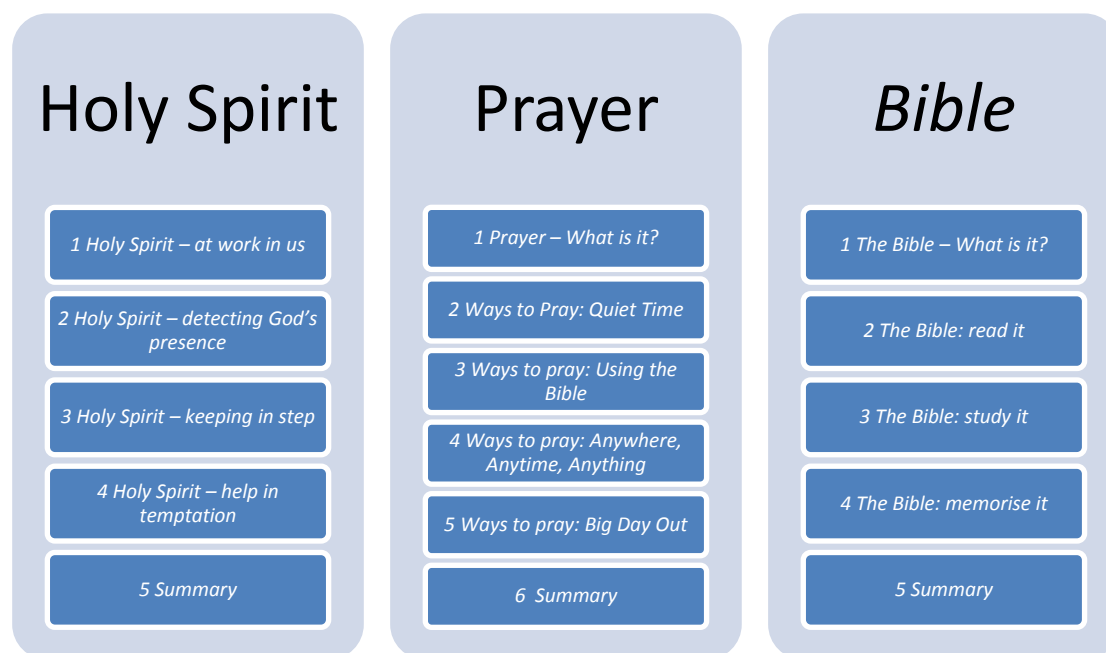 Holy Spirit
1 Holy Spirit – at work in us
2 Holy Spirit – detecting God's
presence
3 Holy Spirit – keeping in step
4 Holy Spirit – help in
temptation
5 Summary
Prayer
1 Prayer – What is it?
2 Ways to Pray: Quiet Time
3 Ways to pray: Using the
Bible
4 Ways to pray: Anywhere,
Anytime, Anything
5 Ways to pray: Big Day Out
6 Summary
Bible
1 The Bible – What is it?
2 The Bible: read it
3 The Bible: study it
4 The Bible: memorise it
5 Summary